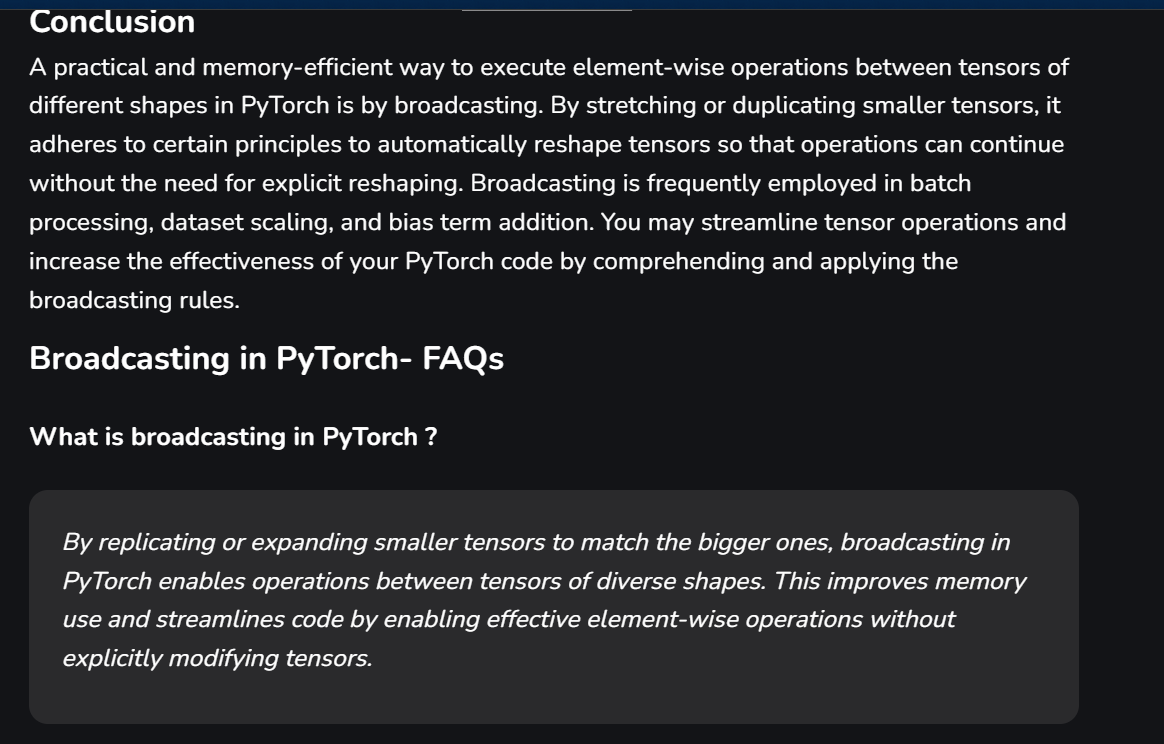 Conclusion
A practical and memory-efficient way to execute element-wise operations between tensors of
different shapes in PyTorch is by broadcasting. By stretching or duplicating smaller tensors, it
adheres to certain principles to automatically reshape tensors so that operations can continue
without the need for explicit reshaping. Broadcasting is frequently employed in batch
processing, dataset scaling, and bias term addition. You may streamline tensor operations and
increase the effectiveness of your PyTorch code by comprehending and applying the
broadcasting rules.
Broadcasting in PyTorch- FAQs
What is broadcasting in PyTorch ?
By replicating or expanding smaller tensors to match the bigger ones, broadcasting in
PyTorch enables operations between tensors of diverse shapes. This improves memory
use and streamlines code by enabling effective element-wise operations without
explicitly modifying tensors.